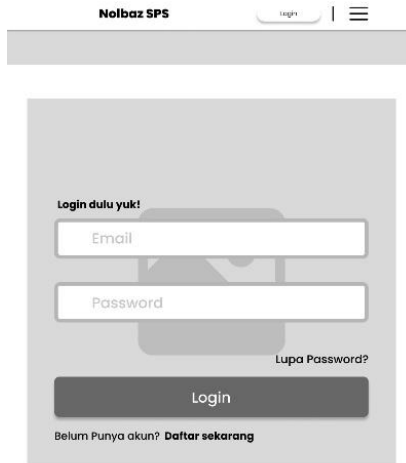 Nolbaz SPS
Login
Login dulu yuk!
Email
Password
Lupa Password?
Login
Belum Punya akun? Daftar sekarang